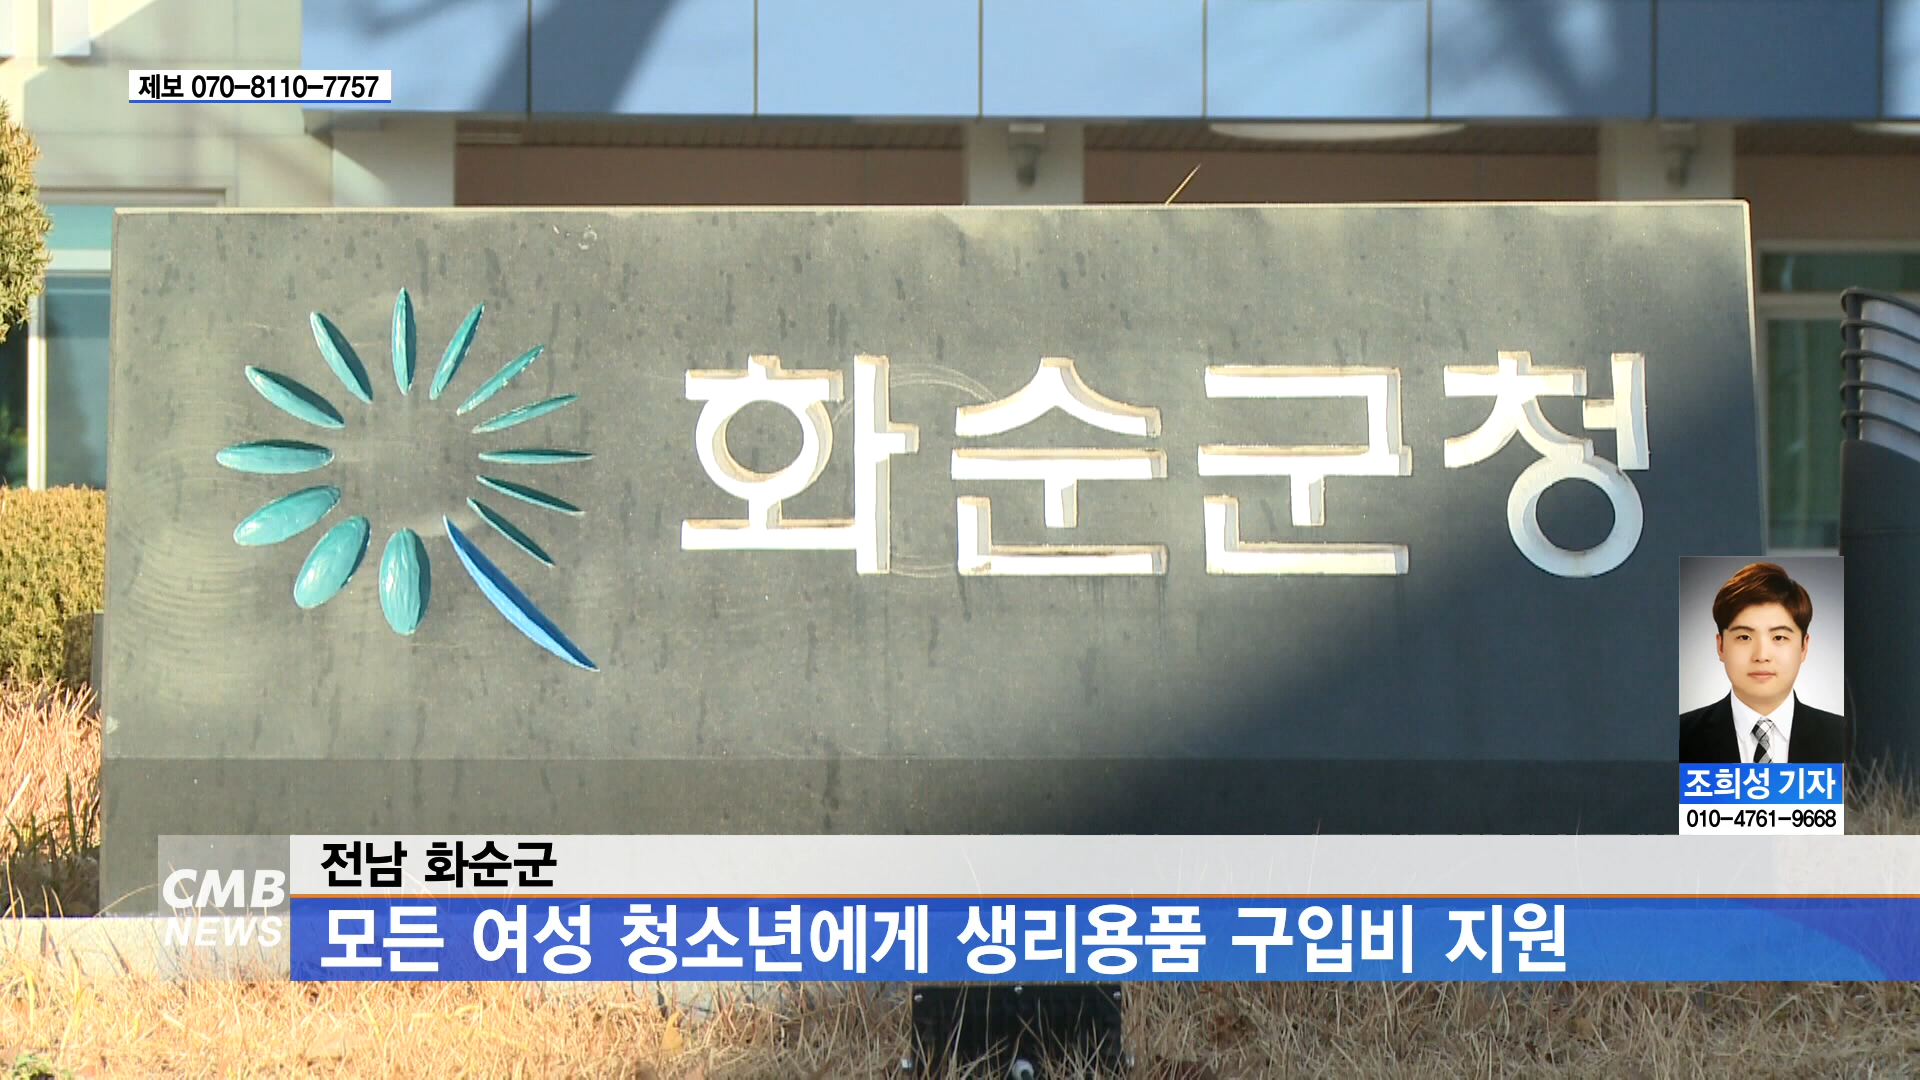 제보 070-8110-7757
화순군청
조희성 기자
010-4761-9668
CMB
NEWS
전남 화순군
모든 여성 청소년에게 생리용품 구입비 지원